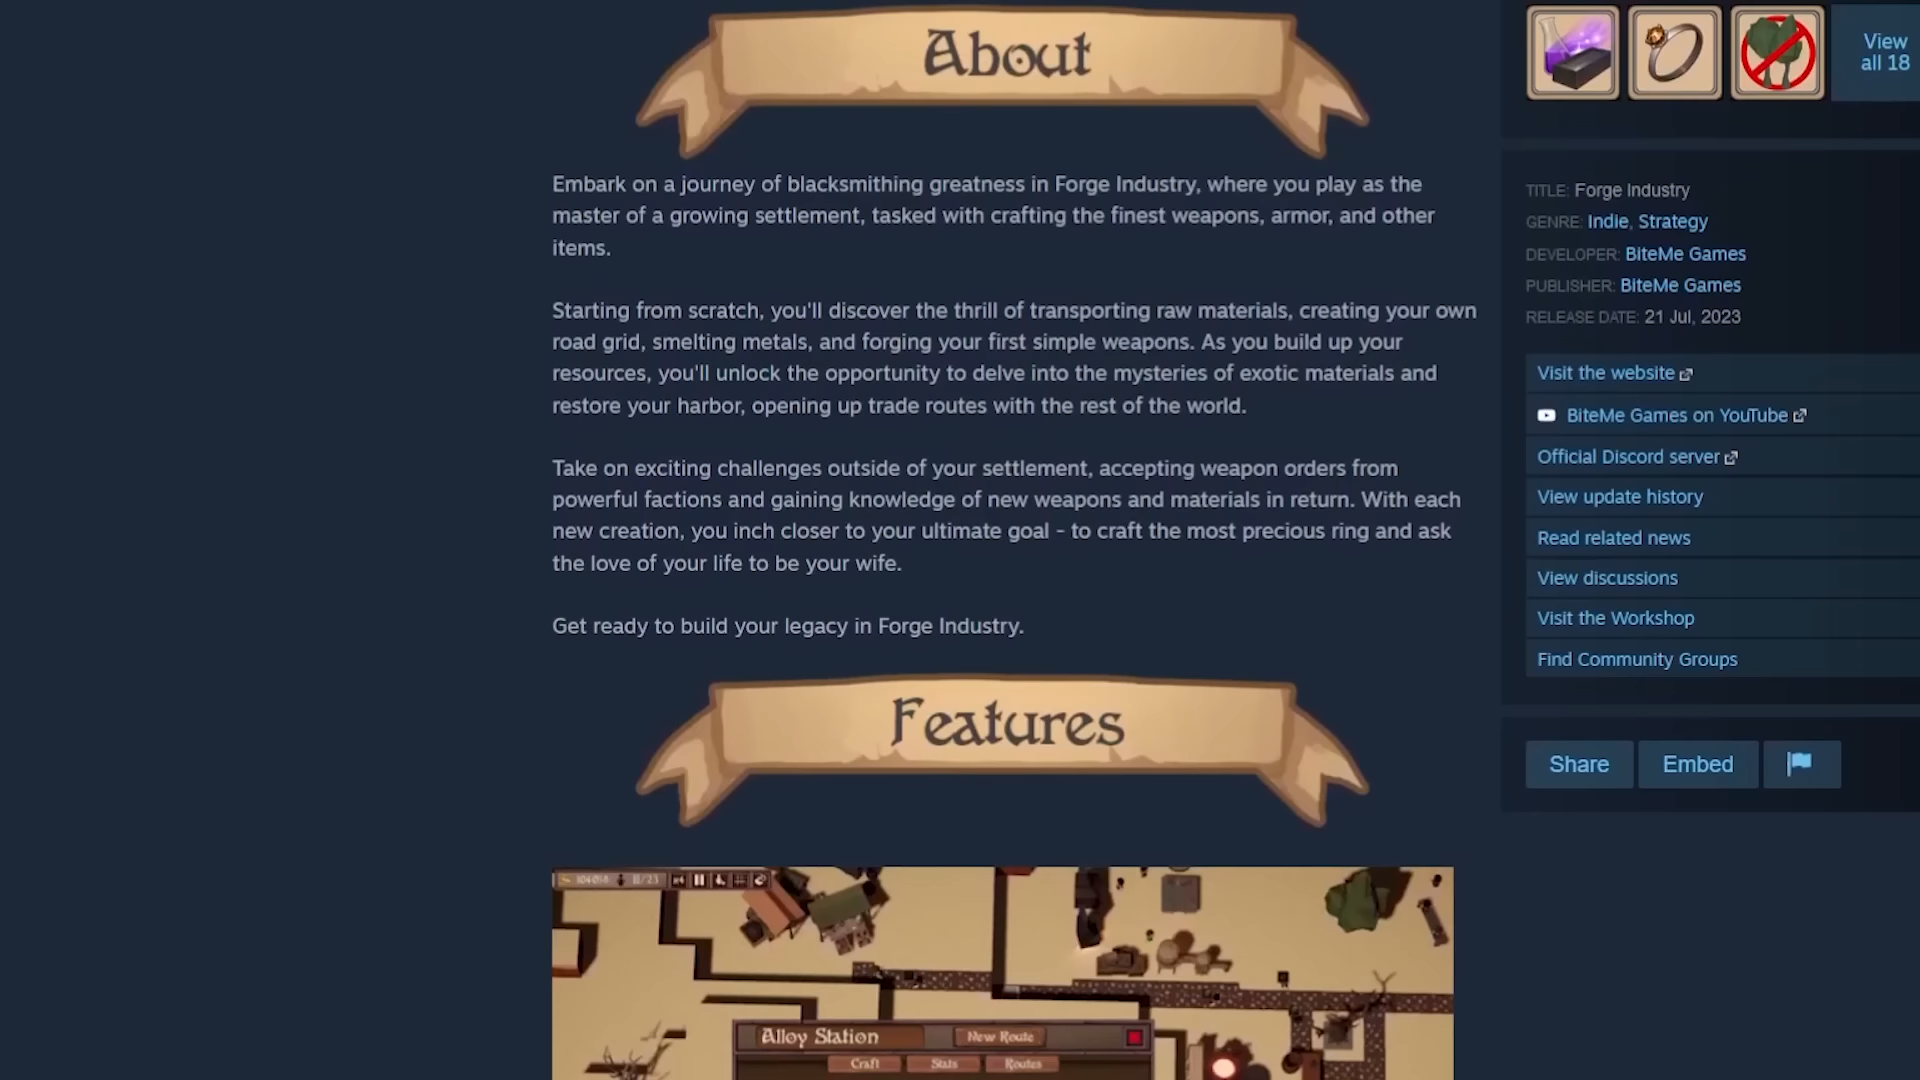 About
Embark on a journey of blacksmithing greatness in Forge Industry, where you play as the
master of a growing settlement, tasked with crafting the finest weapons, armor, and other
items.
Starting from scratch, you'll discover the thrill of transporting raw materials, creating your own
road grid, smelting metals, and forging your first simple weapons. As you build up your
resources, you'll unlock the opportunity to delve into the mysteries of exotic materials and
restore your harbor, opening up trade routes with the rest of the world.
Take on exciting challenges outside of your settlement, accepting weapon orders from
powerful factions and gaining knowledge of new weapons and materials in return. With each
new creation, you inch closer to your ultimate goal - to craft the most precious ring and ask
the love of your life to be your wife.
Get ready to build your legacy in Forge Industry.
Features
Alloy Station
New Route
Craft
Stats
Routes
View
all 18
TITLE: Forge Industry
GENRE: Indie, Strategy
DEVELOPER: BiteMe Games
PUBLISHER: BiteMe Games
RELEASE DATE: 21 Jul, 2023
Visit the website
BiteMe Games on YouTube
Official Discord server
View update history
Read related news
View discussions
Visit the Workshop
Find Community Groups
Share
Embed